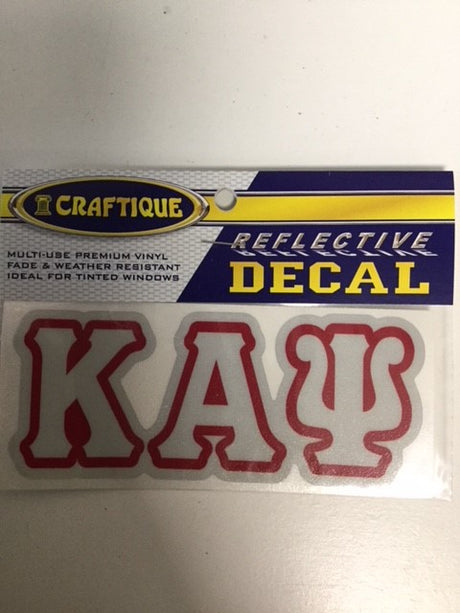 CRAFTIQUE
REFLECTIVE
MULTI-USE PREMIUM VINYL
FADE & WEATHER RESISTANT
IDEAL FOR TINTED WINDOWS
DECAL
ΚΑΨ